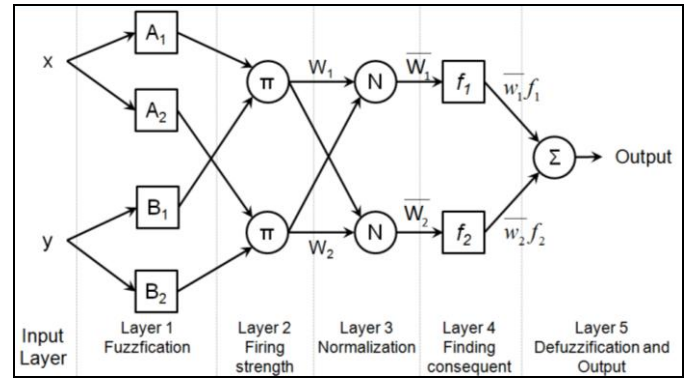 x
y
A₁
A₂
B₁
B₂
π
π
W₁
W₂
N
N
W̅₁
W̅₂
f₁
f₂
w̅₁f₁
w̅₂f₂
Σ
Output
Input
Layer
Layer 1
Fuzzfication
Layer 2
Firing
strength
Layer 3
Normalization
Layer 4
Finding
consequent
Layer 5
Defuzzification and
Output